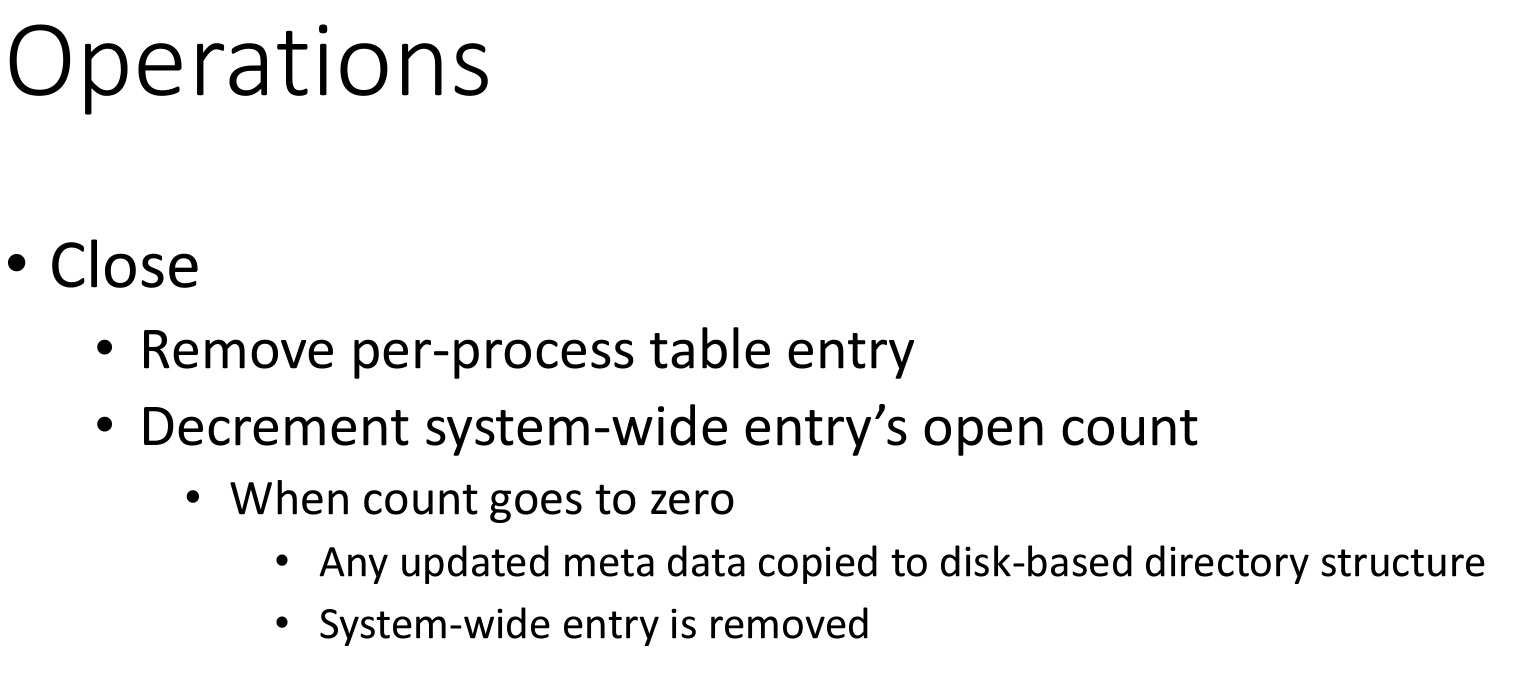 Operations
• Close
• Remove per-process table entry
• Decrement system-wide entry’s open count
• When count goes to zero
• Any updated meta data copied to disk-based directory structure
• System-wide entry is removed